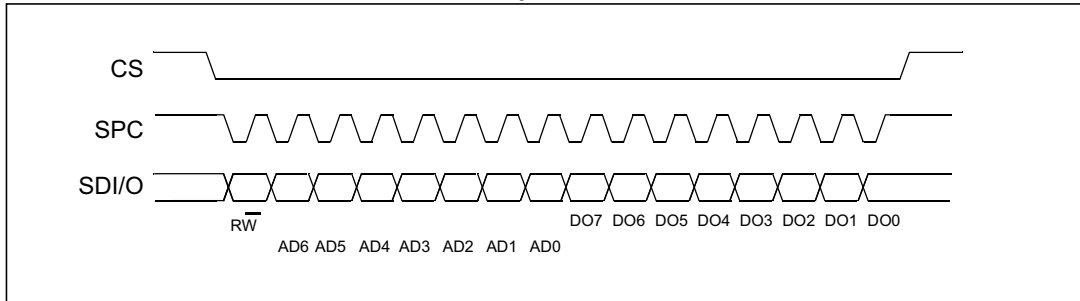 CS
SPC
SDI/O
RW
DO7 DO6 DO5 DO4 DO3 DO2 DO1 DO0
AD6 AD5 AD4 AD3 AD2 AD1 AD0